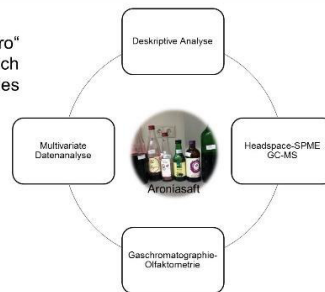 ro“
ch
es
Deskriptive Analyse
Multivariate
Datenanalyse
Headspace-SPME
GC-MS
Aroniasaft
Gaschromatographie-
Olfaktometrie